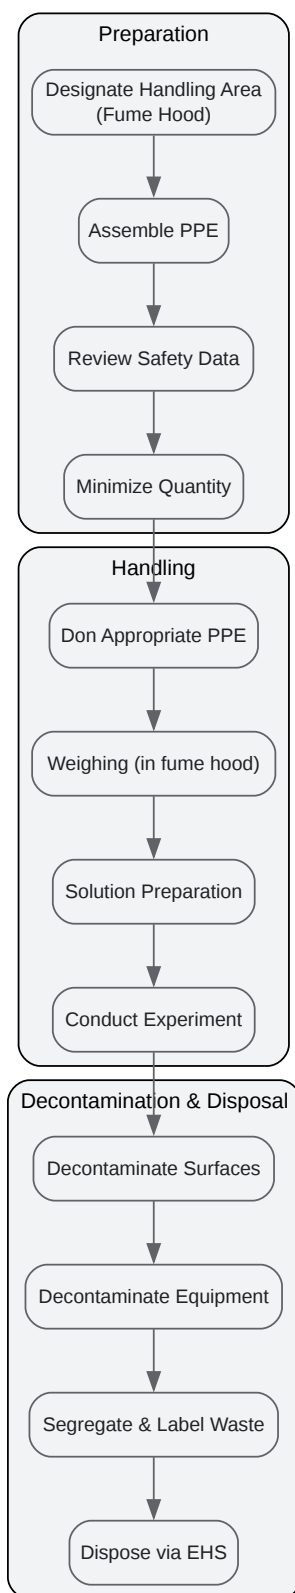 Preparation
Designate Handling Area
(Fume Hood)
Assemble PPE
Review Safety Data
Minimize Quantity
Handling
Don Appropriate PPE
Weighing (in fume hood)
Solution Preparation
Conduct Experiment
Decontamination & Disposal
Decontaminate Surfaces
Decontaminate Equipment
Segregate & Label Waste
Dispose via EHS